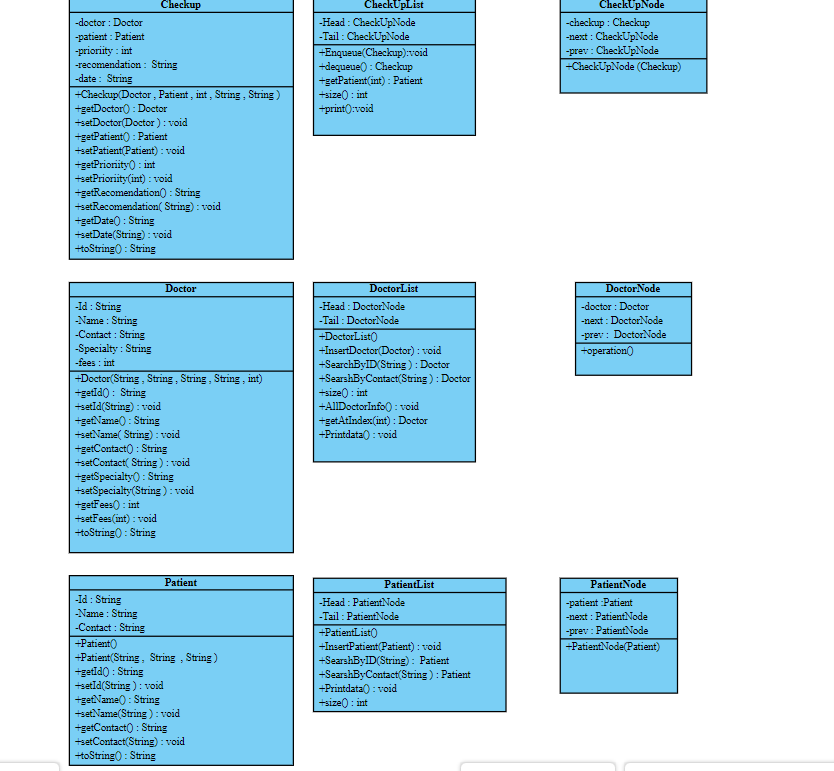 Checkup
-doctor : Doctor
-patient : Patient
-prioriity : int
-recomendation : String
-date : String
+Checkup(Doctor , Patient , int , String , String )
+getDoctor() : Doctor
+setDoctor(Doctor ) : void
+getPatient() : Patient
+setPatient(Patient) : void
+getPrioriity() : int
+setPrioriity(int) : void
+getRecomendation() : String
+setRecomendation( String) : void
+getDate() : String
+setDate(String) : void
+toString() : String
CheckUpList
-Head : CheckUpNode
-Tail : CheckUpNode
+Enqueue(Checkup):void
+dequeue() : Checkup
+getPatient(int) : Patient
+size() : int
+print():void
CheckUpNode
-checkup : Checkup
-next : CheckUpNode
-prev : CheckUpNode
+CheckUpNode (Checkup)
Doctor
-Id : String
-Name : String
-Contact : String
-Specialty : String
-fees : int
+Doctor(String , String , String , String , int)
+getId() : String
+setId(String) : void
+getName() : String
+setName( String) : void
+getContact() : String
+setContact( String ) : void
+getSpecialty() : String
+setSpecialty(String ) : void
+getFees() : int
+setFees(int) : void
+toString() : String
DoctorList
-Head : DoctorNode
-Tail : DoctorNode
+DoctorList()
+InsertDoctor(Doctor) : void
+SearchByID(String ) : Doctor
+SearshByContact(String ) : Doctor
+size() : int
+AllDoctorInfo() : void
+getAtIndex(int) : Doctor
+Printdata() : void
DoctorNode
-doctor : Doctor
-next : DoctorNode
-prev : DoctorNode
+operation()
Patient
-Id : String
-Name : String
-Contact : String
+Patient()
+Patient(String , String , String )
+getId() : String
+setId(String ) : void
+getName() : String
+setName(String ) : void
+getContact() : String
+setContact(String) : void
+toString() : String
PatientList
-Head : PatientNode
-Tail : PatientNode
+PatientList()
+InsertPatient(Patient) : void
+SearshByID(String) : Patient
+SearshByContact(String ) : Patient
+Printdata() : void
+size() : int
PatientNode
-patient :Patient
-next : PatientNode
-prev : PatientNode
+PatientNode(Patient)